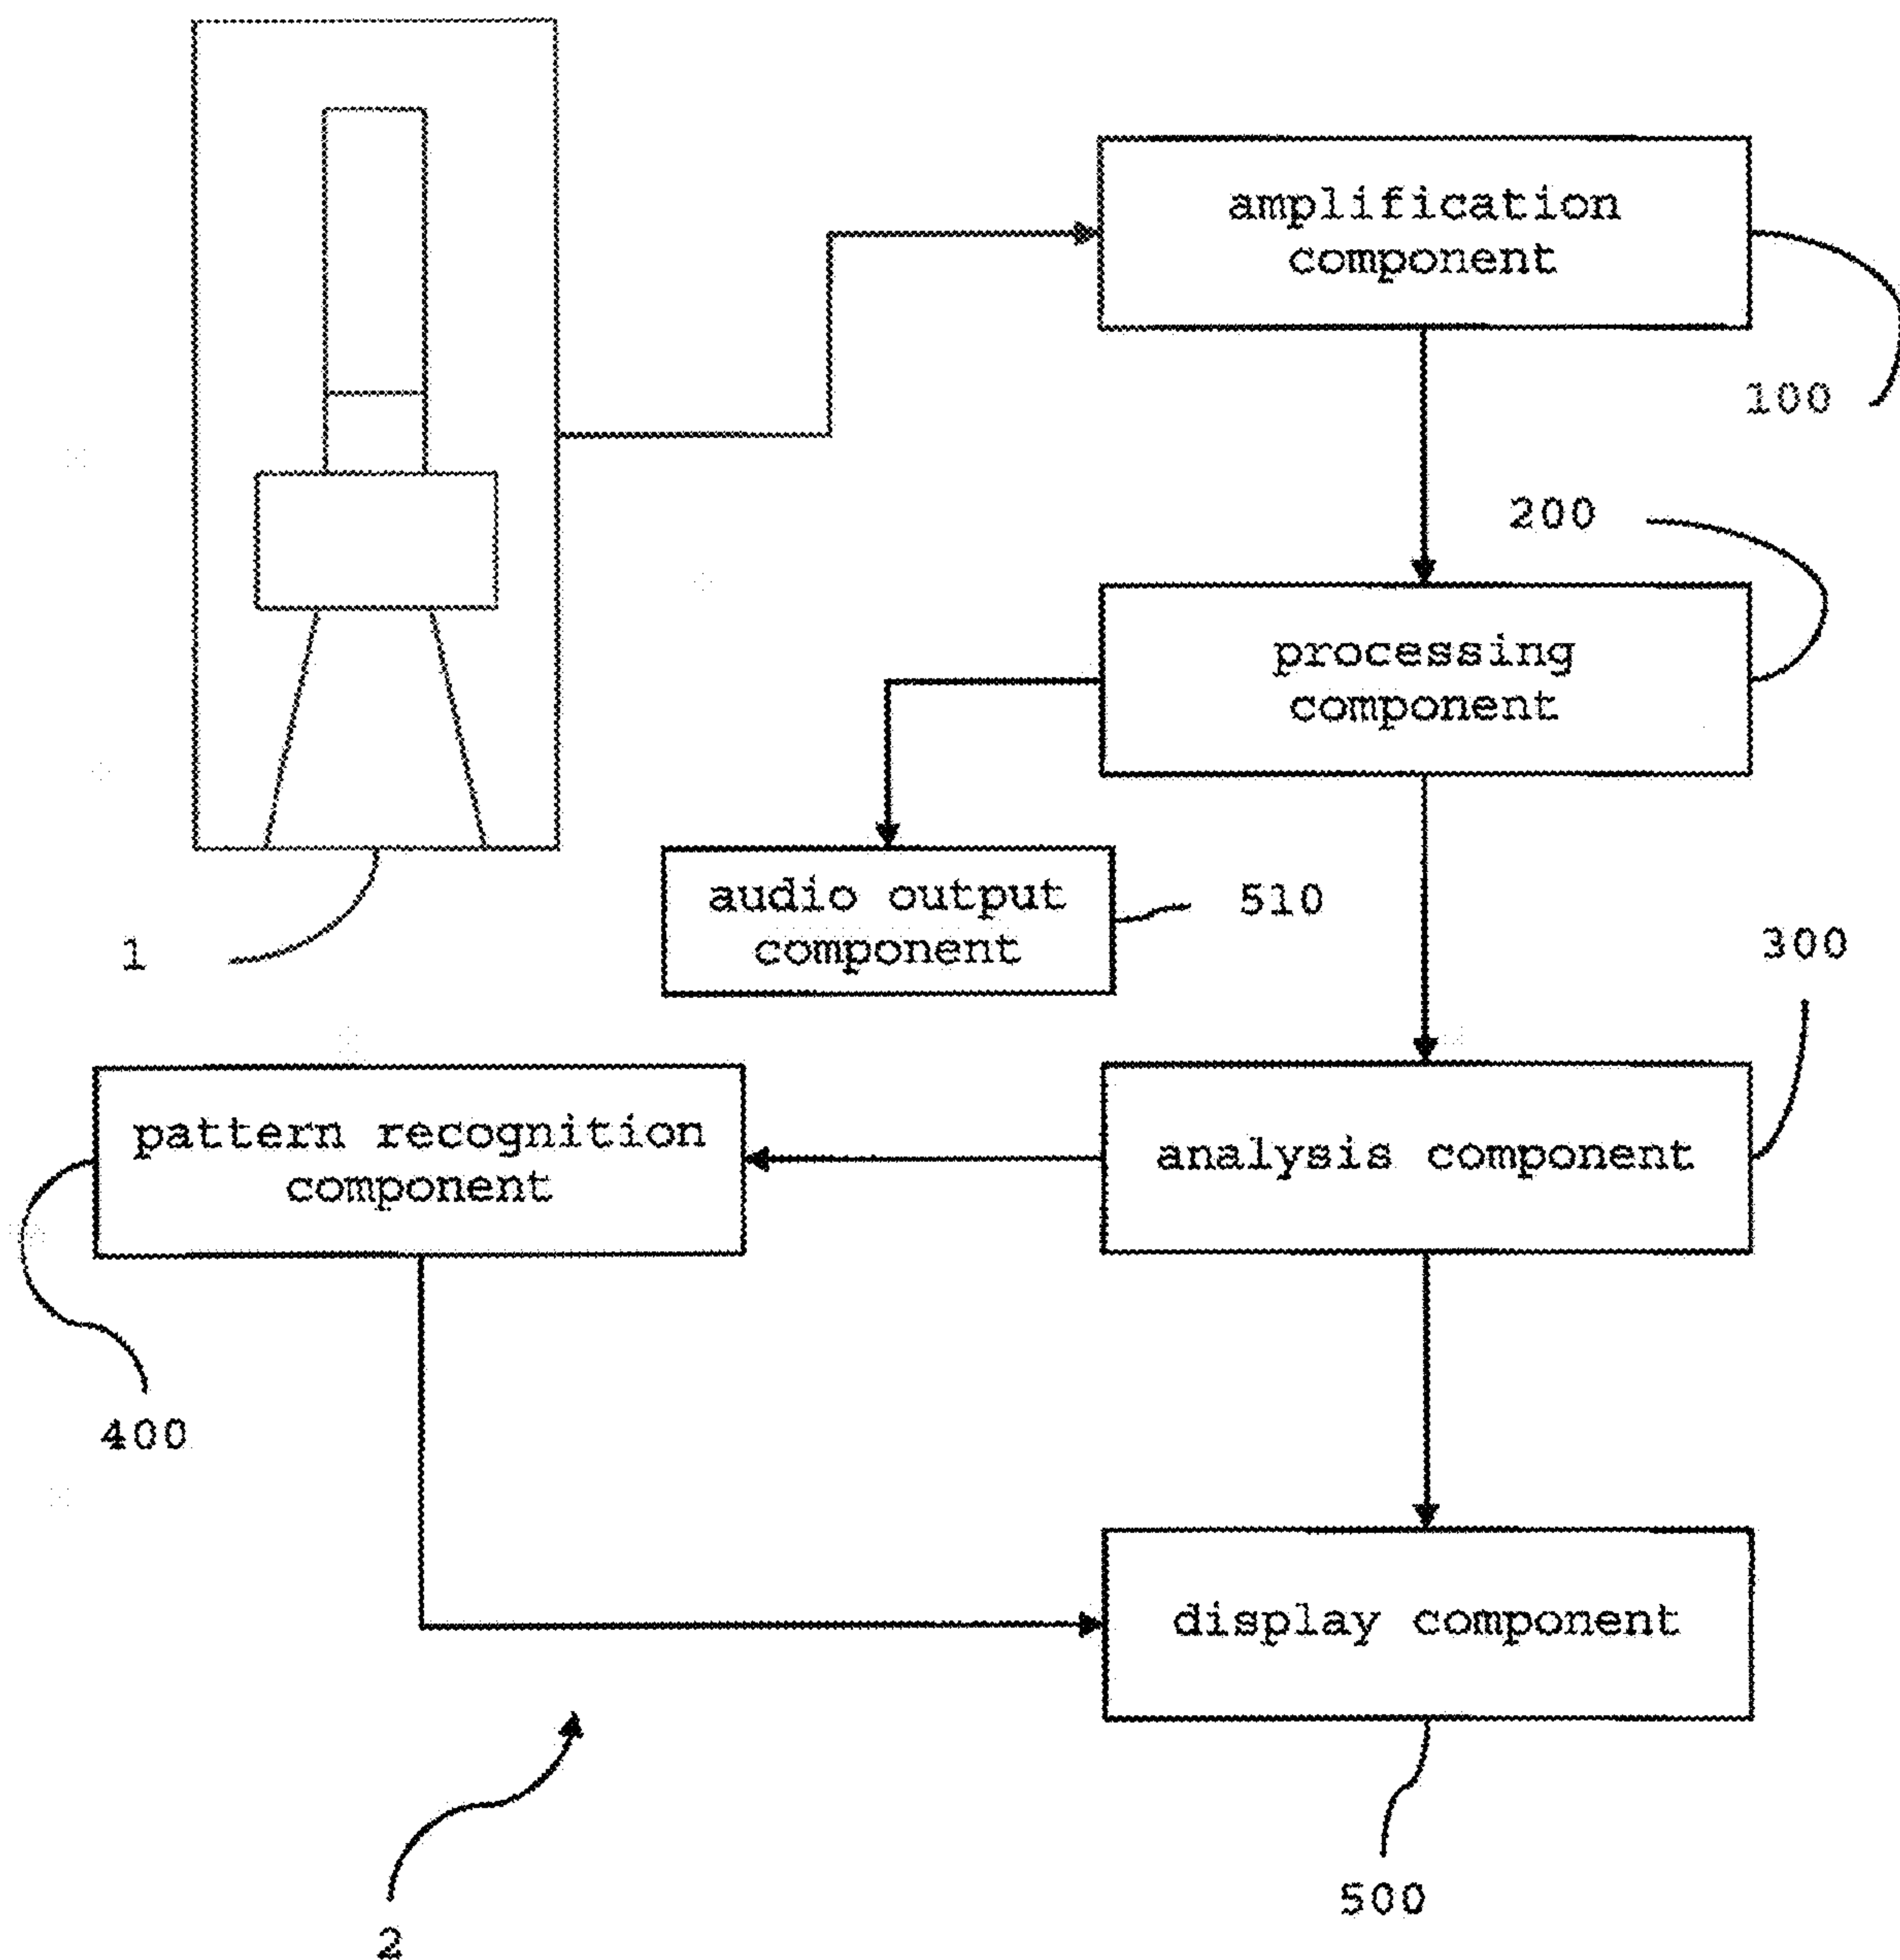 amplification
component
100
200
processing
component
audio output
component
510
1
300
pattern recognition
component
analysis component
400
display component
500
2